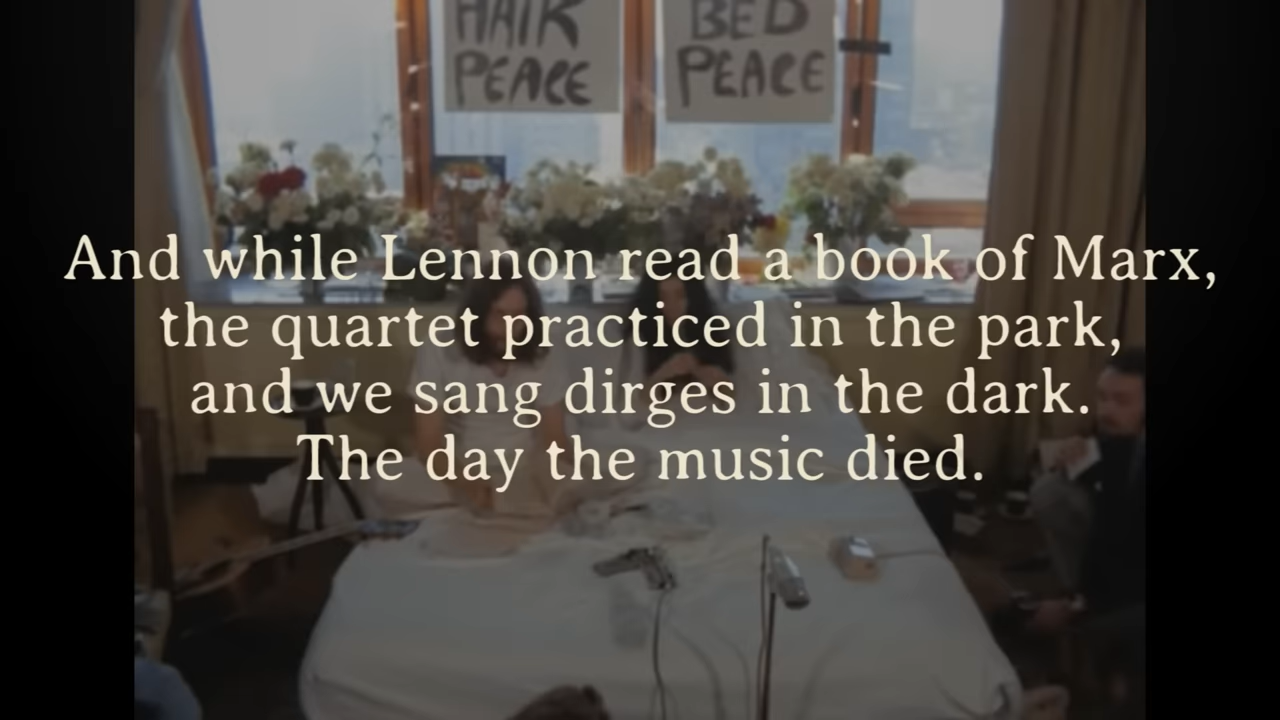 HAIR
PEACE
BED
PEACE
And while Lennon read a book of Marx,
the quartet practiced in the park,
and we sang dirges in the dark.
The day the music died.